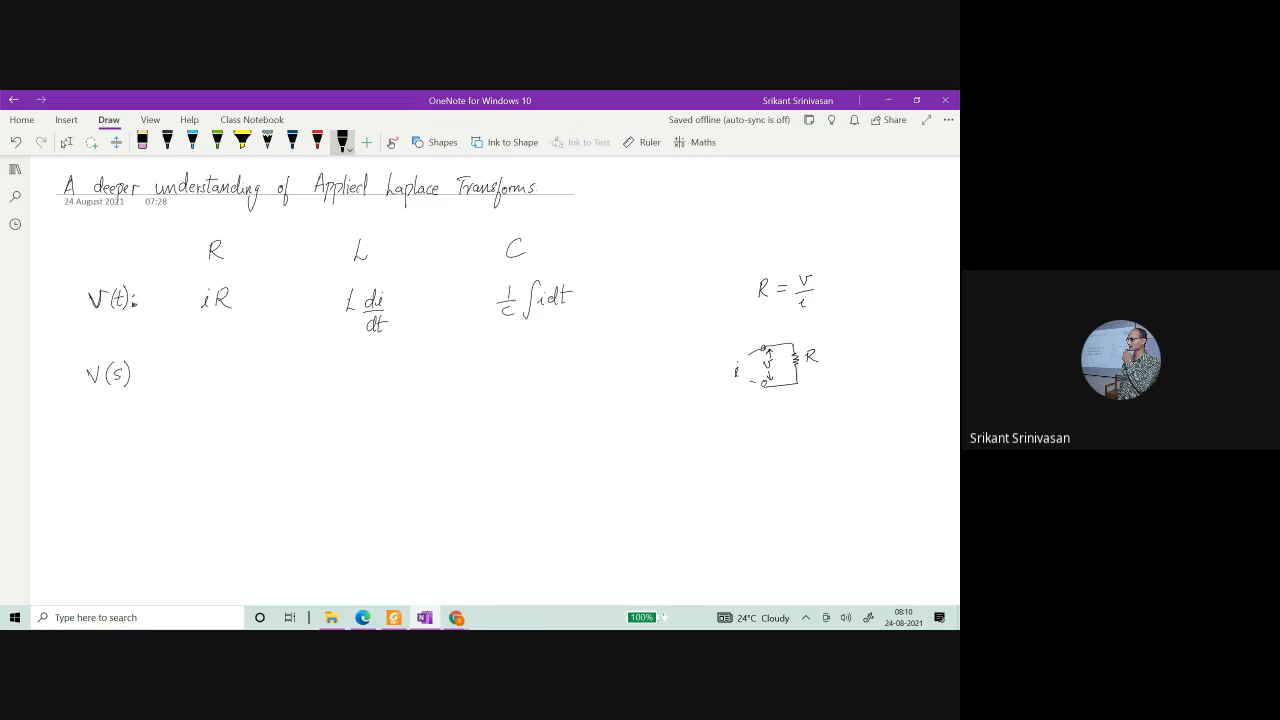 OneNote for Windows 10
Srikant Srinivasan
Home Insert Draw View Help Class Notebook
Saved offline (auto-sync is off)
Share
Shapes Ink to Shape Ink to Text Ruler Maths
A deeper understanding of Applied Laplace Transforms.
24 August 2021 07:28
R L C
V(t): iR L di/dt 1/C ∫idt
R = v/i
V(s)
i v R
Srikant Srinivasan
Type here to search
100%
24°C Cloudy
08:10
24-08-2021